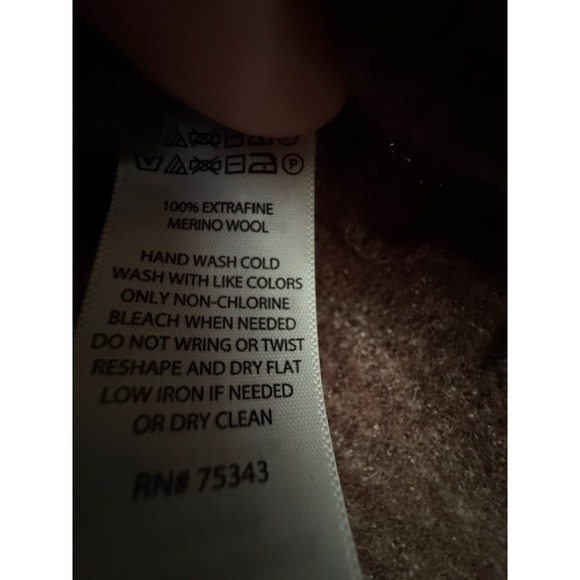 100% EXTRAFINE
MERINO WOOL
HAND WASH COLD
WASH WITH LIKE COLORS
ONLY NON-CHLORINE
BLEACH WHEN NEEDED
DO NOT WRING OR TWIST
RESHAPE AND DRY FLAT
LOW IRON IF NEEDED
OR DRY CLEAN
RN# 75343